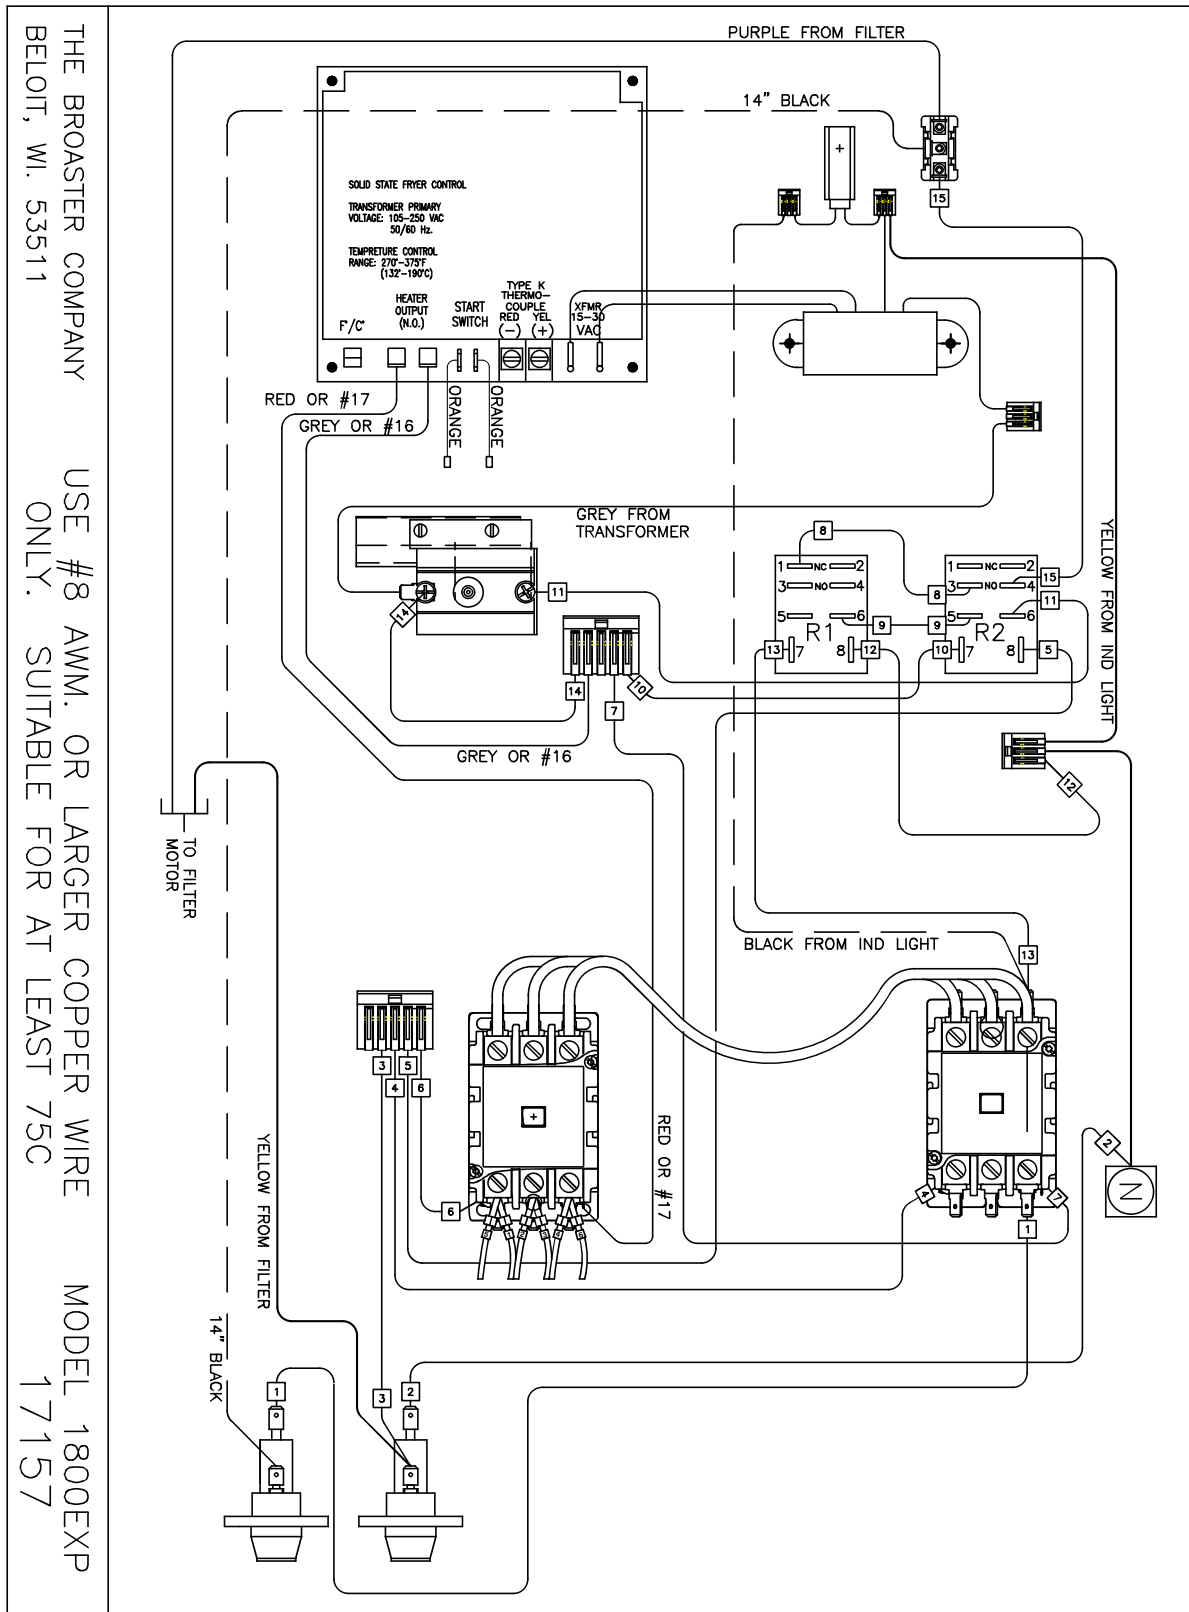 PURPLE FROM FILTER
14" BLACK
15
SOLID STATE FRYER CONTROL
TRANSFORMER PRIMARY
VOLTAGE: 105-250 VAC
50/60 Hz.
TEMPRETURE CONTROL
RANGE: 270°-375°F
(132°-190°C)
F°/C°
HEATER
OUTPUT
(N.O.)
START
SWITCH
TYPE K
THERMO-
COUPLE
RED YEL
(-) (+)
XFMR
15-30
VAC
+
RED OR #17
GREY OR #16
ORANGE
ORANGE
GREY FROM
TRANSFORMER
8
1 NC 2
3 NO 4
5 6
R1
7 8
13
12
8
9
9
1 NC 2
3 NO 4
5 6
R2
7 8
10
5
15
11
YELLOW FROM IND LIGHT
14
11
14
10
7
GREY OR #16
12
TO FILTER
MOTOR
BLACK FROM IND LIGHT
13
3
4
5
6
+
RED OR #17
6
2
1
2
3
4
7
1
2
N
YELLOW FROM FILTER
14" BLACK
1
3
2
THE BROASTER COMPANY
BELOIT, WI. 53511
USE #8 AWM. OR LARGER COPPER WIRE
ONLY. SUITABLE FOR AT LEAST 75C
MODEL 1800EXP
17157